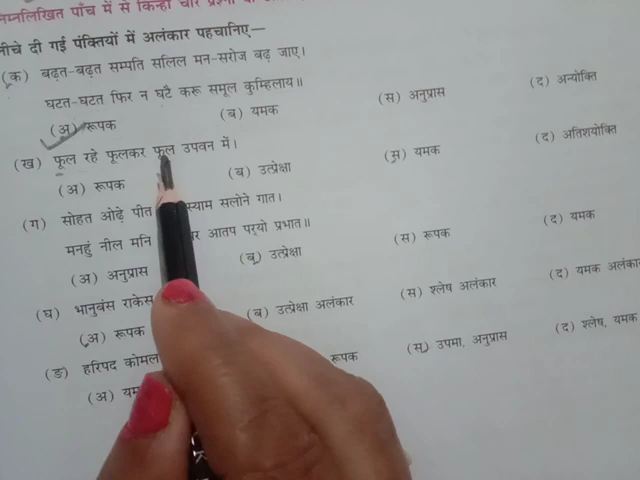 निम्नलिखित पाँच में से किन्हीं चार प्रश्नों
नीचे दी गई पंक्तियों में अलंकार पहचानिए—
(क) बढ़त-बढ़त सम्पति सलिल मन-सरोज बढ़ जाए।
घटत-घटत फिर न घटै करू समूल कुम्हिलाय॥
(अ) रूपक (ब) यमक (स) अनुप्रास (द) अन्योक्ति
(ख) फूल रहे फूलकर फूल उपवन में।
(अ) रूपक (ब) उत्प्रेक्षा (स) यमक (द) अतिशयोक्ति
(ग) सोहत ओढ़े पीत स्याम सलोने गात।
मनहुं नील मनि आतप पर्‌यो प्रभात॥
(अ) अनुप्रास (ब) उत्प्रेक्षा (स) रूपक (द) यमक
(घ) भानुबंस राकेस
(अ) रूपक (ब) उत्प्रेक्षा अलंकार (स) श्लेष अलंकार (द) यमक अलंकार
(ङ) हरिपद कोमल
(अ) रूपक (स) उपमा, अनुप्रास (द) श्लेष, यमक